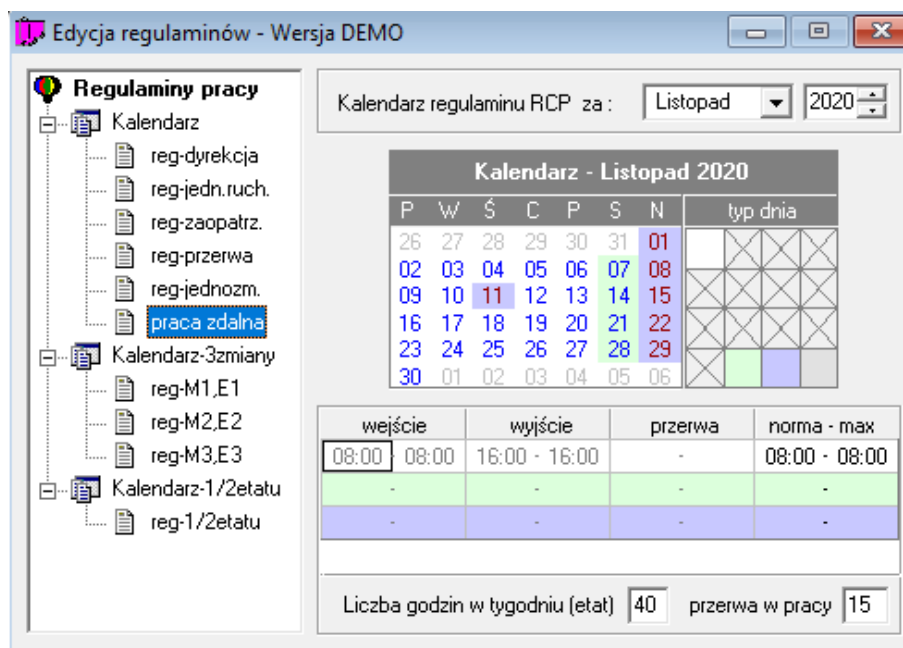 Edycja regulaminów - Wersja DEMO
Regulaminy pracy
Kalendarz
reg-dyrekcja
reg-jedn.ruch.
reg-zaopatrz.
reg-przerwa
reg-jednozm.
praca zdalna
Kalendarz-3zmiany
reg-M1,E1
reg-M2,E2
reg-M3,E3
Kalendarz-1/2etatu
reg-1/2etatu
Kalendarz regulaminu RCP za : Listopad 2020
Kalendarz - Listopad 2020
P W Ś C P S N typ dnia
26 27 28 29 30 31 01
02 03 04 05 06 07 08
09 10 11 12 13 14 15
16 17 18 19 20 21 22
23 24 25 26 27 28 29
30 01 02 03 04 05 06
wejście wyjście przerwa norma - max
08:00 - 08:00 16:00 - 16:00 - 08:00 - 08:00
- - - -
- - - -
Liczba godzin w tygodniu (etat) 40 przerwa w pracy 15